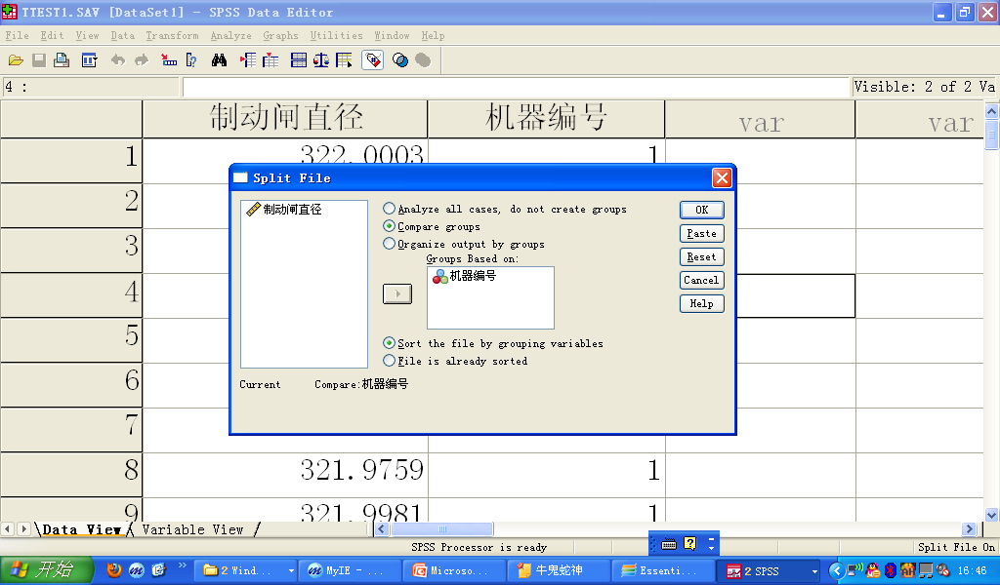 TTEST1.SAV [DataSet1] - SPSS Data Editor
File Edit View Data Transform Analyze Graphs Utilities Window Help
4 :
Visible: 2 of 2 Va
制动闸直径 机器编号 var var
1 322.0003 1
2
3
4
5
6
7
8 321.9759 1
9 321.9981 1
Split File
制动闸直径
Analyze all cases, do not create groups
Compare groups
Organize output by groups
Groups Based on:
机器编号
Sort the file by grouping variables
File is already sorted
Current Compare:机器编号
OK
Paste
Reset
Cancel
Help
Data View Variable View
SPSS Processor is ready
Split File On
开始 2 Wind... MyIE - ... Microso... 牛鬼蛇神 Essenti... 2 SPSS 16:46